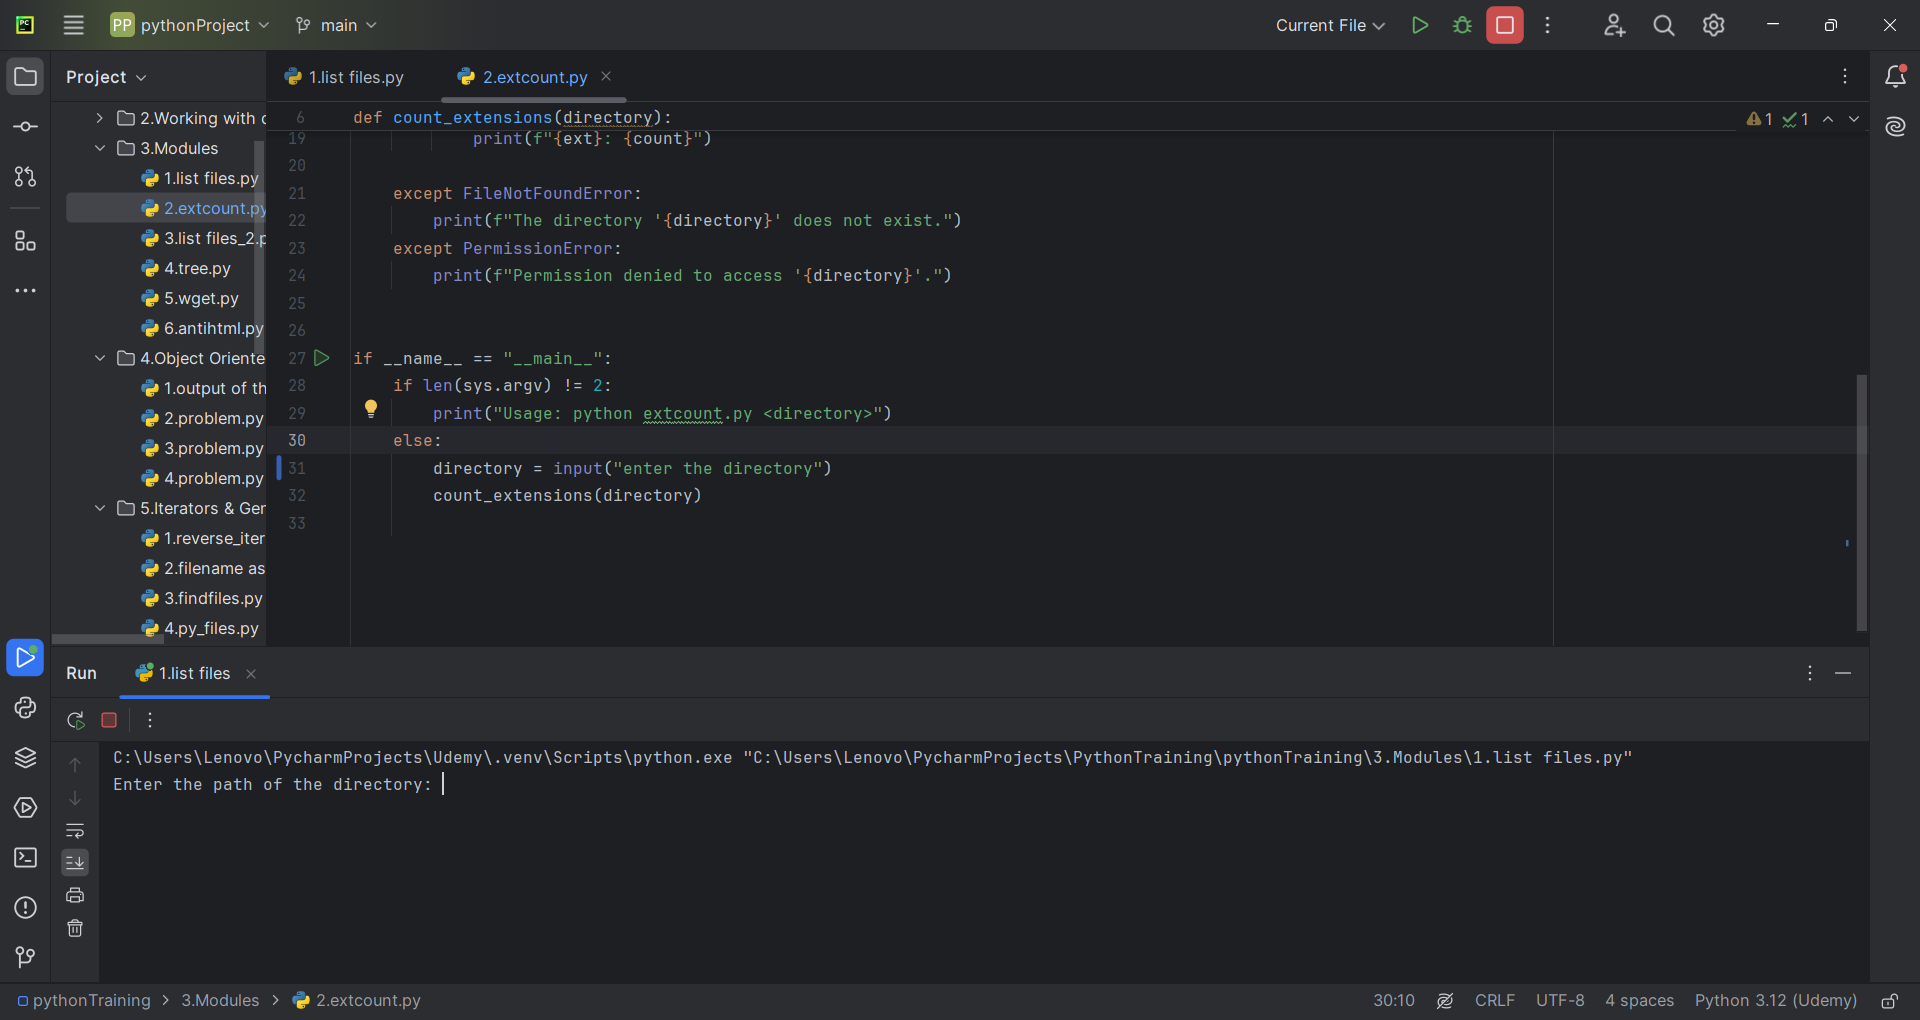 PC
PP pythonProject main
Current File
Project
1.list files.py
2.extcount.py
2.Working with
3.Modules
1.list files.py
2.extcount.py
3.list files_2.p
4.tree.py
5.wget.py
6.antihtml.py
4.Object Oriente
1.output of th
2.problem.py
3.problem.py
4.problem.py
5.Iterators & Ger
1.reverse_iter
2.filename as
3.findfiles.py
4.py_files.py
6 def count_extensions(directory):
1 1
19 print(f"{ext}: {count}")
20
21 except FileNotFoundError:
22 print(f"The directory '{directory}' does not exist.")
23 except PermissionError:
24 print(f"Permission denied to access '{directory}'.")
25
26
27 if __name__ == "__main__":
28 if len(sys.argv) != 2:
29 print("Usage: python extcount.py <directory>")
30 else:
31 directory = input("enter the directory")
32 count_extensions(directory)
33
Run
1.list files
C:\Users\Lenovo\PycharmProjects\Udemy\.venv\Scripts\python.exe "C:\Users\Lenovo\PycharmProjects\PythonTraining\pythonTraining\3.Modules\1.list files.py"
Enter the path of the directory:
pythonTraining > 3.Modules > 2.extcount.py
30:10 CRLF UTF-8 4 spaces Python 3.12 (Udemy)